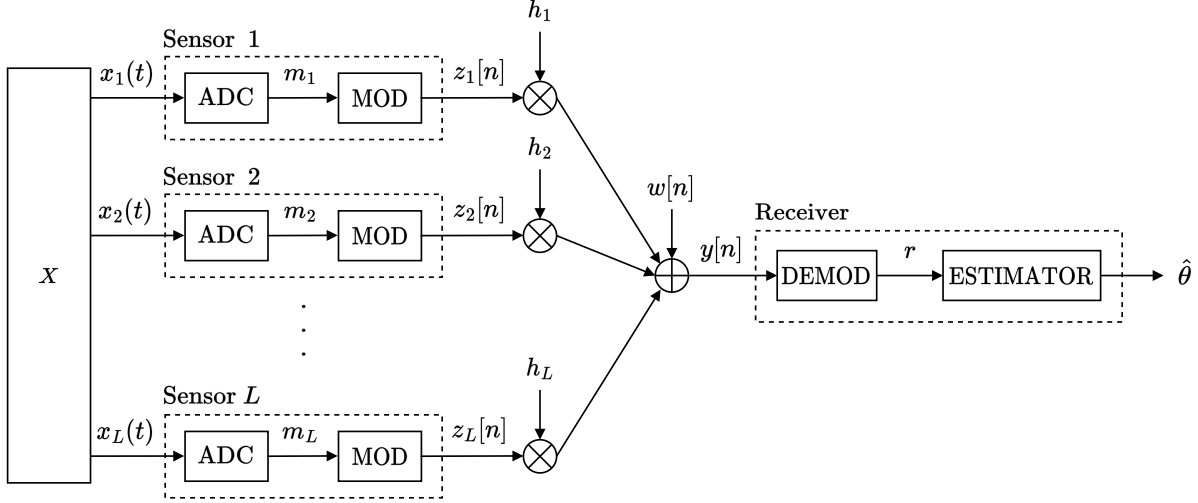 h₁
Sensor 1
x₁(t)
ADC
m₁
MOD
z₁[n]
h₂
Sensor 2
x₂(t)
ADC
m₂
MOD
z₂[n]
w[n]
Receiver
y[n]
DEMOD
r
ESTIMATOR
θ̂
X
.
.
.
h_L
Sensor L
x_L(t)
ADC
m_L
MOD
z_L[n]